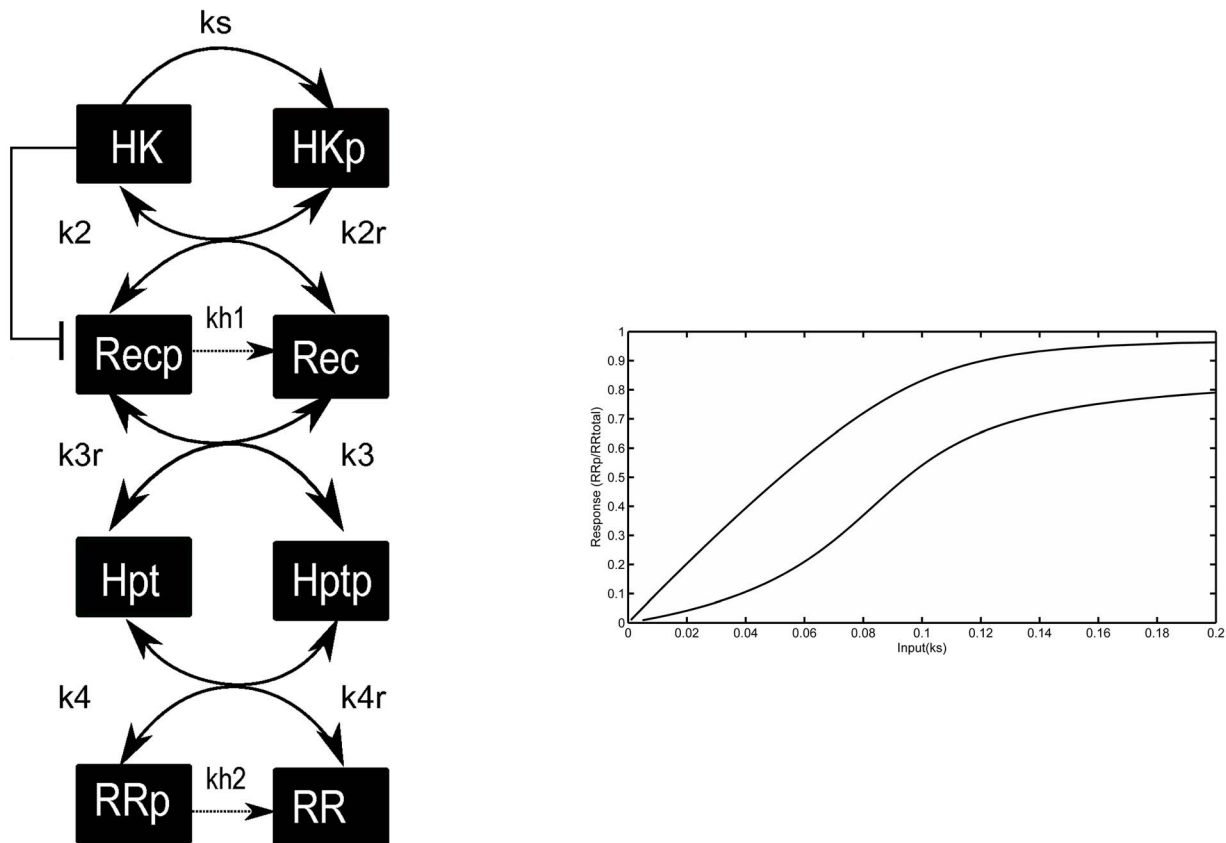 ks
HK
HKp
k2
k2r
kh1
Recp
Rec
k3r
k3
Hpt
Hptp
k4
k4r
kh2
RRp
RR
Response (RRp/RRtotal)
1
0.9
0.8
0.7
0.6
0.5
0.4
0.3
0.2
0.1
0
0 0.02 0.04 0.06 0.08 0.1 0.12 0.14 0.16 0.18 0.2
Input(ks)